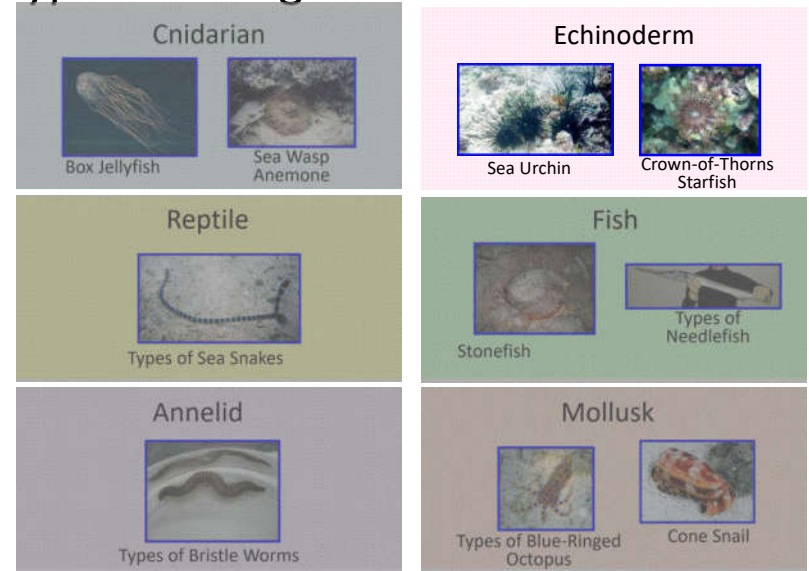 Cnidarian
Box Jellyfish
Sea Wasp
Anemone
Echinoderm
Sea Urchin
Crown-of-Thorns
Starfish
Reptile
Types of Sea Snakes
Fish
Stonefish
Types of
Needlefish
Annelid
Types of Bristle Worms
Mollusk
Types of Blue-Ringed
Octopus
Cone Snail